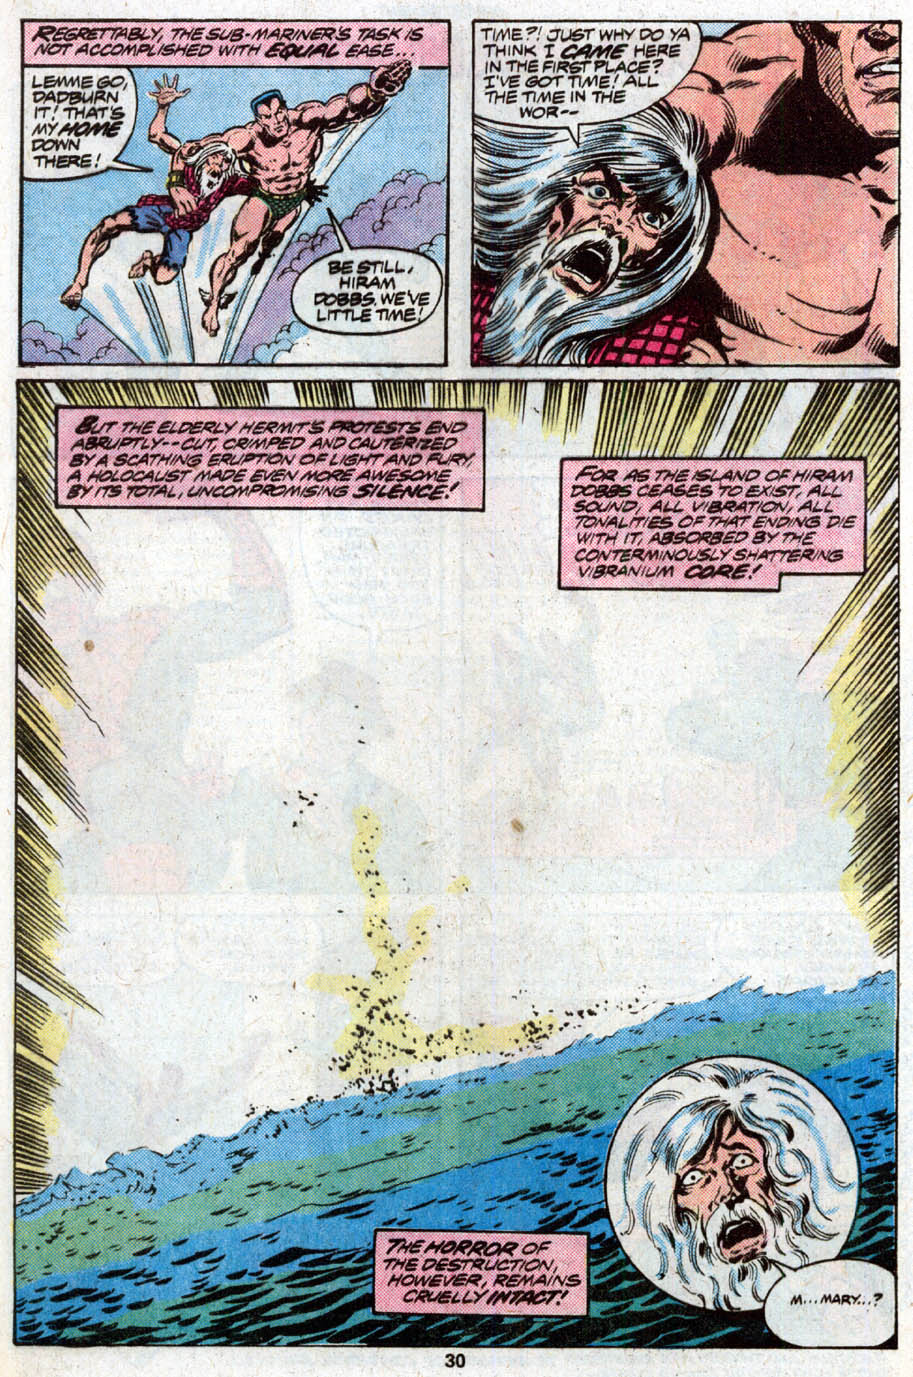 REGRETTABLY, THE SUB-MARINER'S TASK IS
NOT ACCOMPLISHED WITH EQUAL EASE...
LEMME GO,
DADBURN
IT! THAT'S
MY HOME
DOWN
THERE!
BE STILL,
HIRAM
DOBBS. WE'VE
LITTLE TIME!
TIME?! JUST WHY DO YA
THINK I CAME HERE
IN THE FIRST PLACE?
I'VE GOT TIME! ALL
THE TIME IN THE
WOR--
BUT THE ELDERLY HERMIT'S PROTESTS END
ABRUPTLY--CUT, CRIMPED AND CAUTERIZED
BY A SCATHING ERUPTION OF LIGHT AND FURY,
A HOLOCAUST MADE EVEN MORE AWESOME
BY ITS TOTAL, UNCOMPROMISING SILENCE!
FOR AS THE ISLAND OF HIRAM
DOBBS CEASES TO EXIST, ALL
SOUND, ALL VIBRATION, ALL
TONALITIES OF THAT ENDING DIE
WITH IT, ABSORBED BY THE
CONTERMINOUSLY SHATTERING
VIBRANIUM CORE!
THE HORROR OF
THE DESTRUCTION,
HOWEVER, REMAINS
CRUELLY INTACT!
M...MARY...?
30